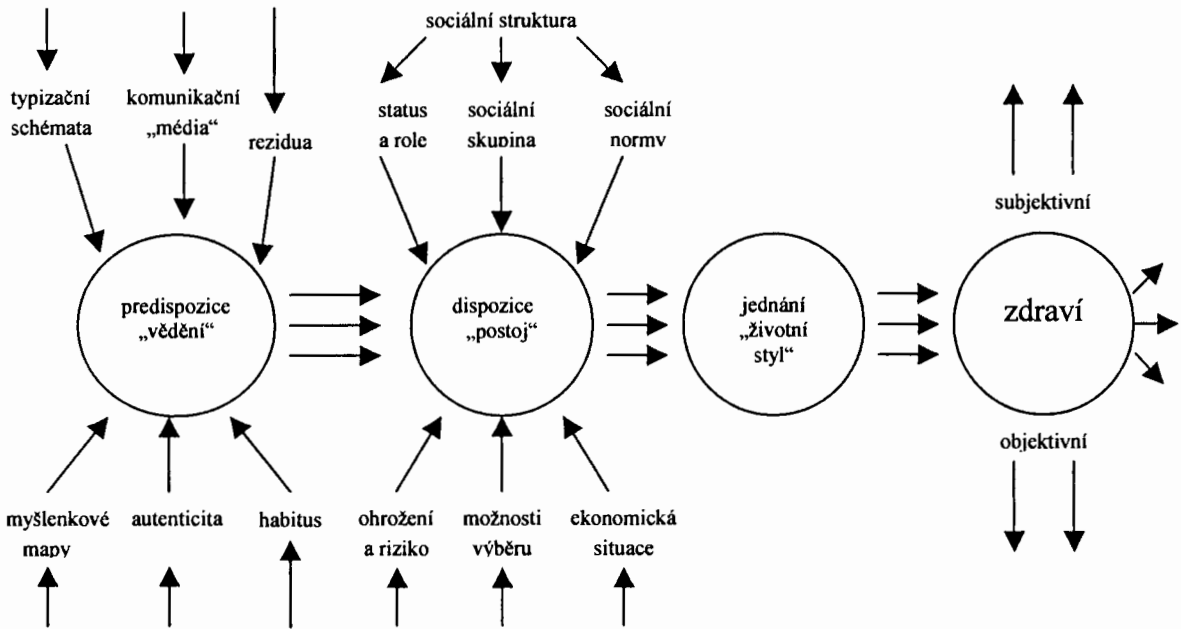 sociální struktura
typizační
schémata
komunikační
„média“
rezidua
status
a role
sociální
skupina
sociální
normy
subjektivní
predispozice
„vědění“
dispozice
„postoj“
jednání
„životní
styl“
zdraví
objektivní
myšlenkové
mapy
autenticita
habitus
ohrožení
a riziko
možnosti
výběru
ekonomická
situace